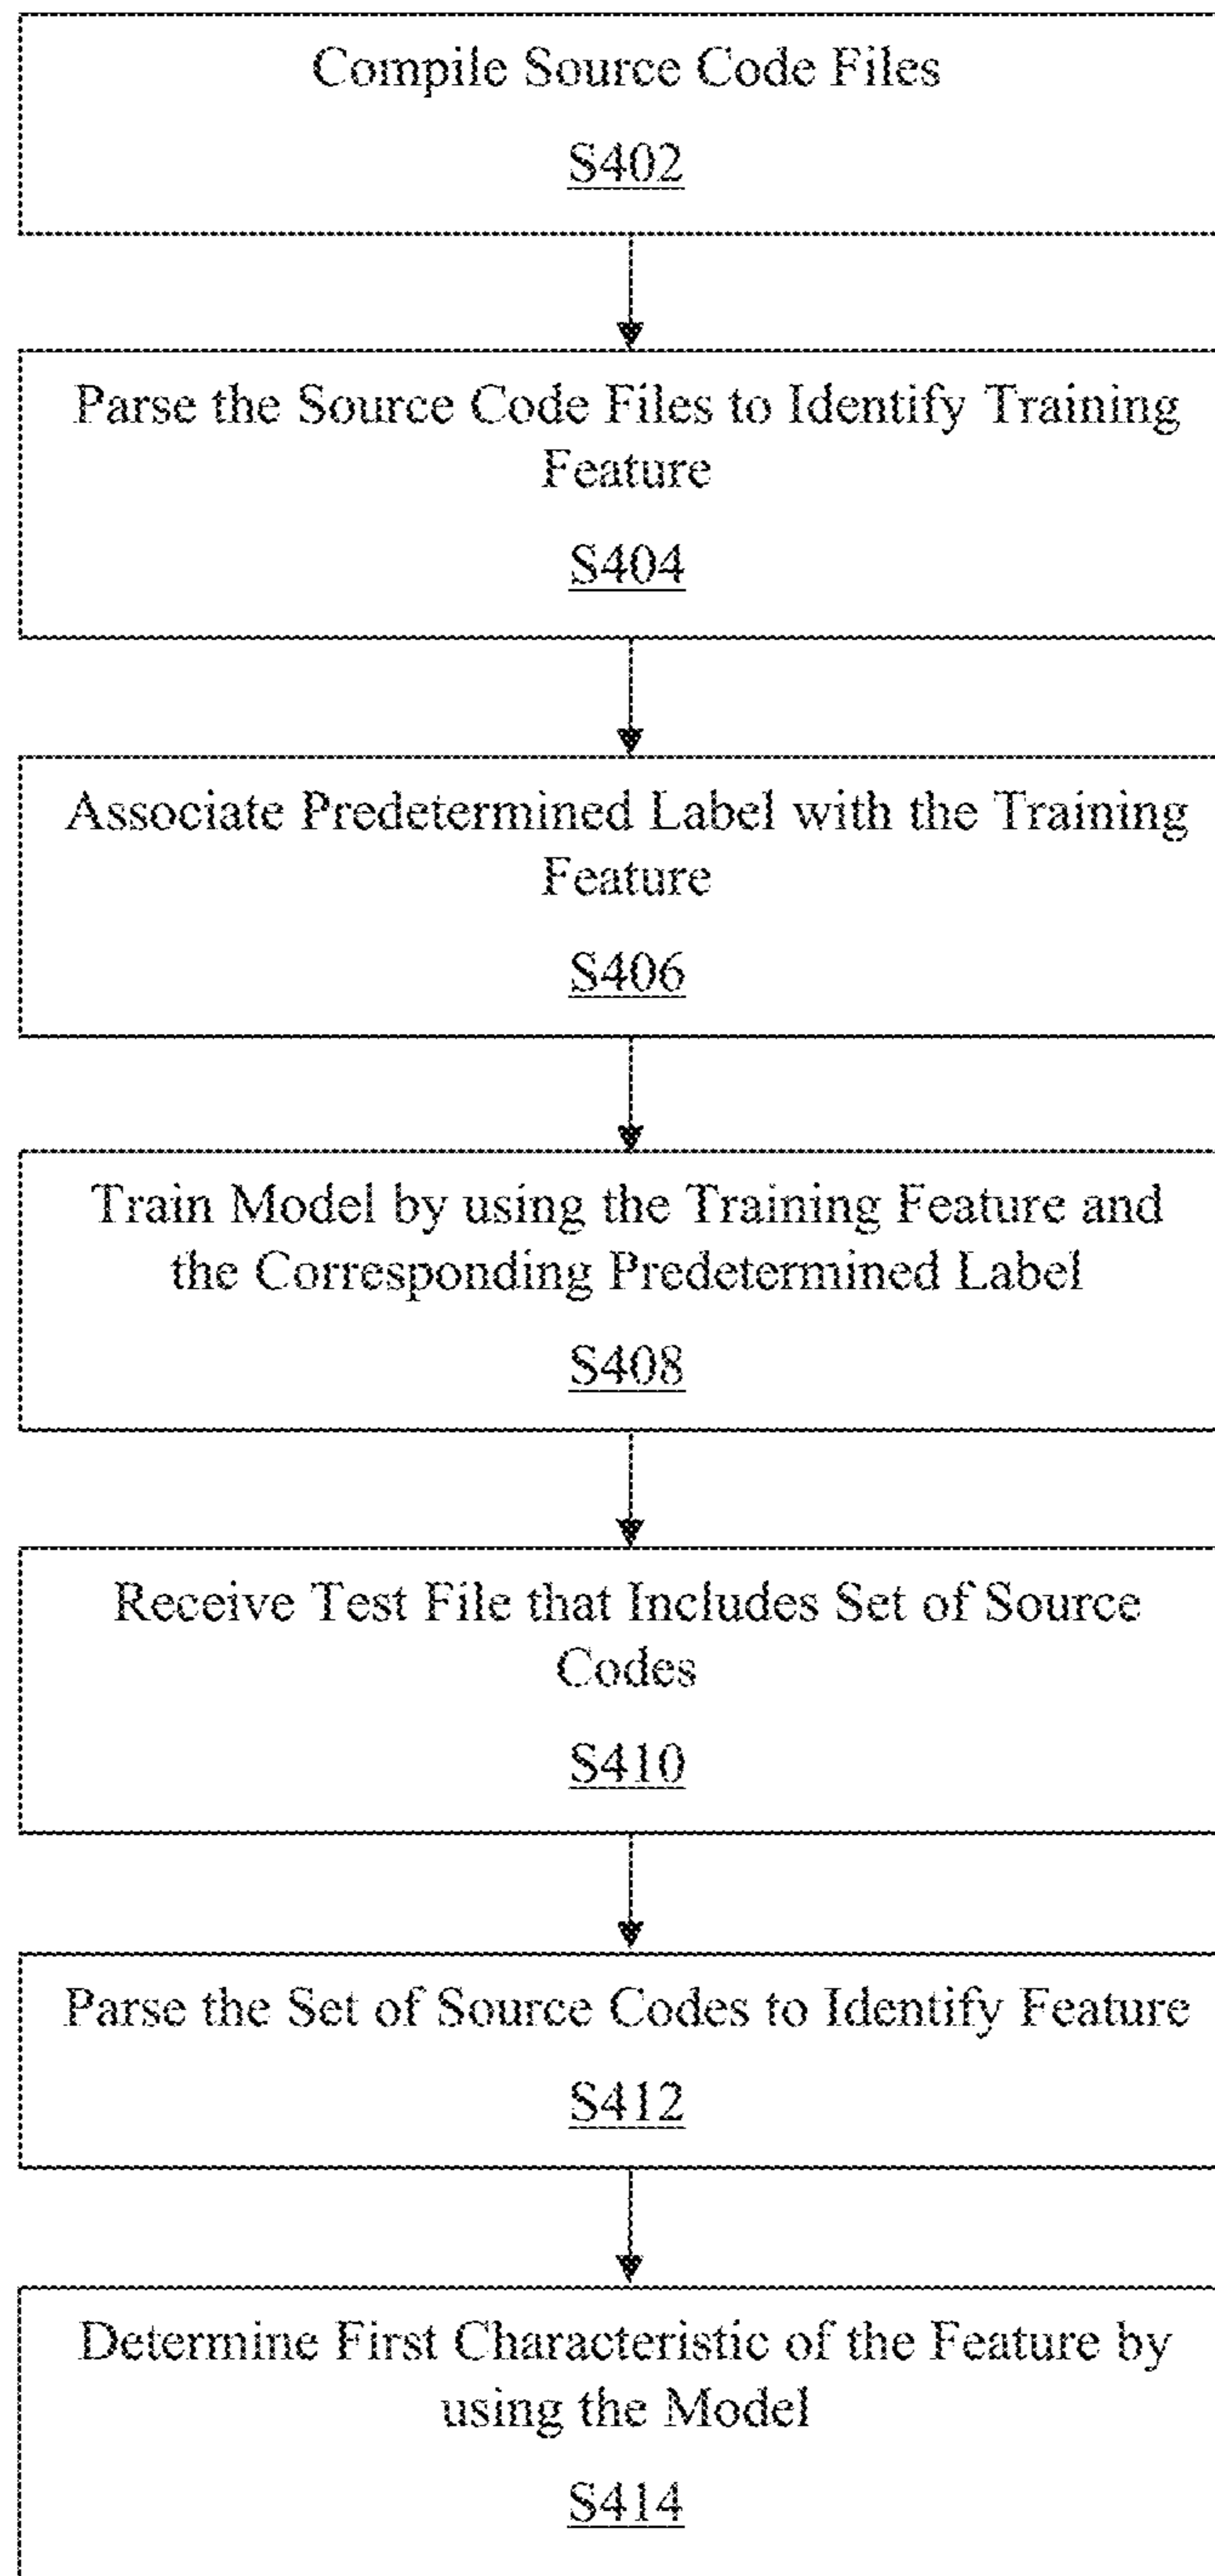 Compile Source Code Files
S402
Parse the Source Code Files to Identify Training
Feature
S404
Associate Predetermined Label with the Training
Feature
S406
Train Model by using the Training Feature and
the Corresponding Predetermined Label
S408
Receive Test File that Includes Set of Source
Codes
S410
Parse the Set of Source Codes to Identify Feature
S412
Determine First Characteristic of the Feature by
using the Model
S414